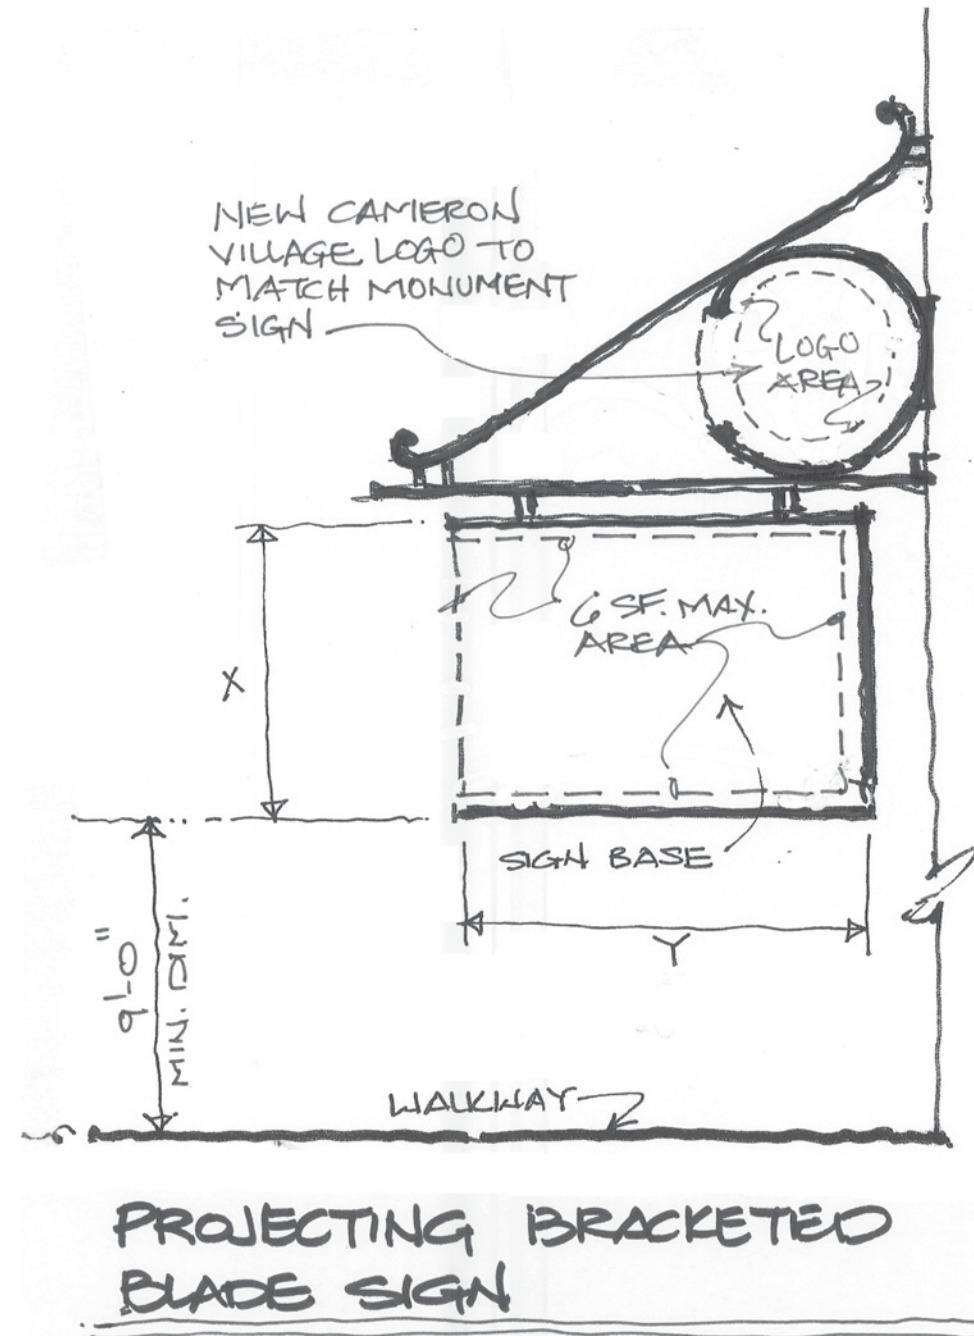 NEW CAMERON
VILLAGE LOGO TO
MATCH MONUMENT
SIGN
LOGO
AREA
6 SF. MAX.
AREA
X
SIGN BASE
Y
9'-0"
MIN. DIM.
WALKWAY
PROJECTING BRACKETED
BLADE SIGN